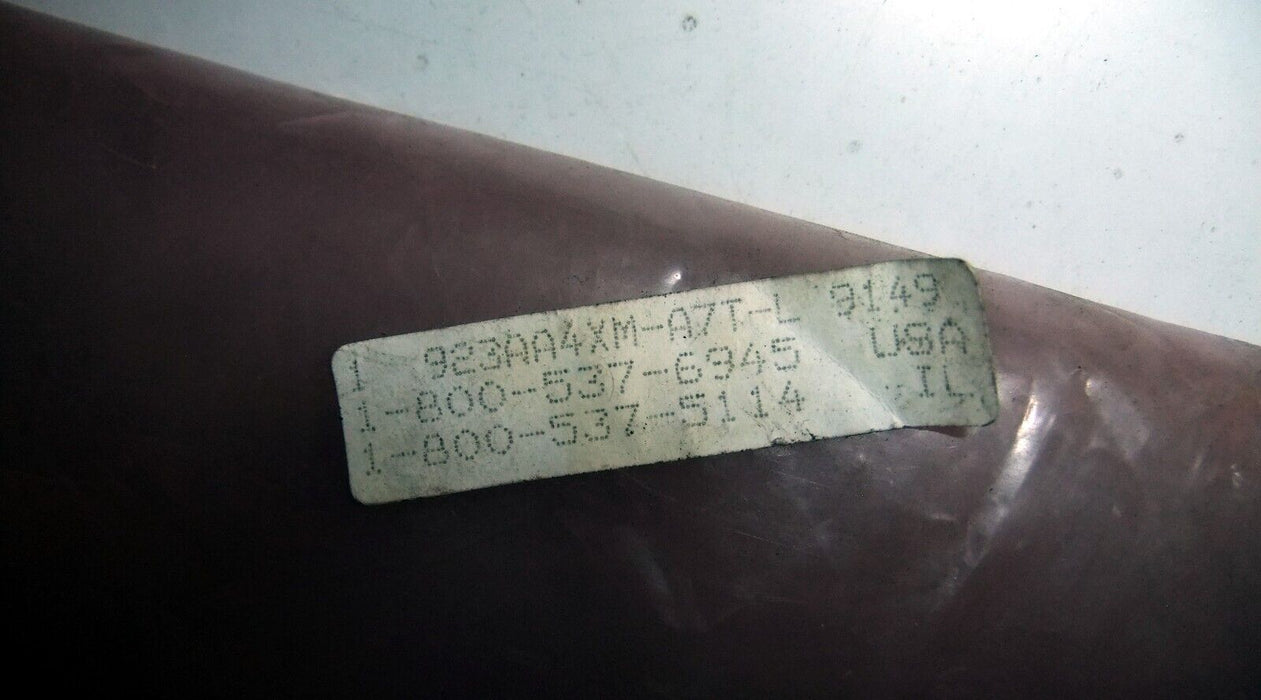 1 923AA4XM-A7T-L 9149
1-800-537-6945 USA
1-800-537-5114 IL